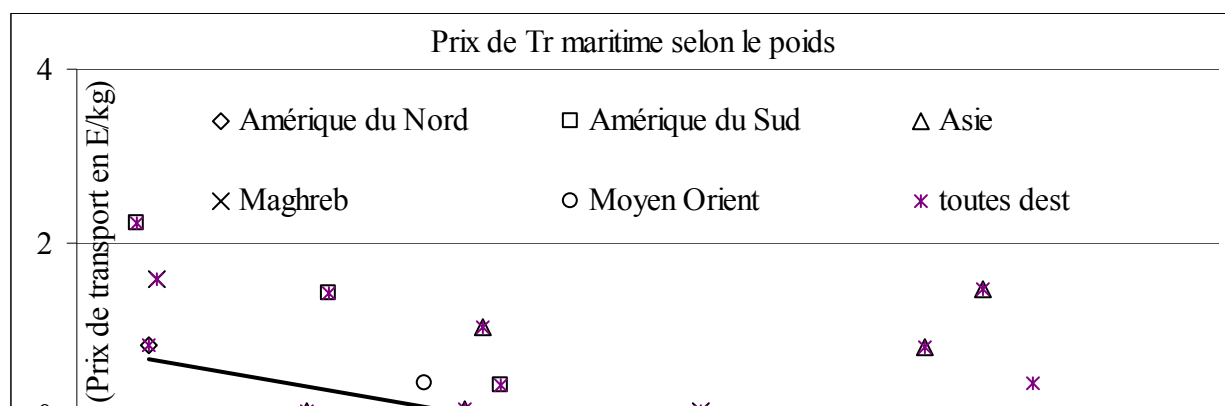 Prix de Tr maritime selon le poids
4
(Prix de transport en E/kg)
Amérique du Nord
Amérique du Sud
Asie
Maghreb
Moyen Orient
toutes dest
2
0